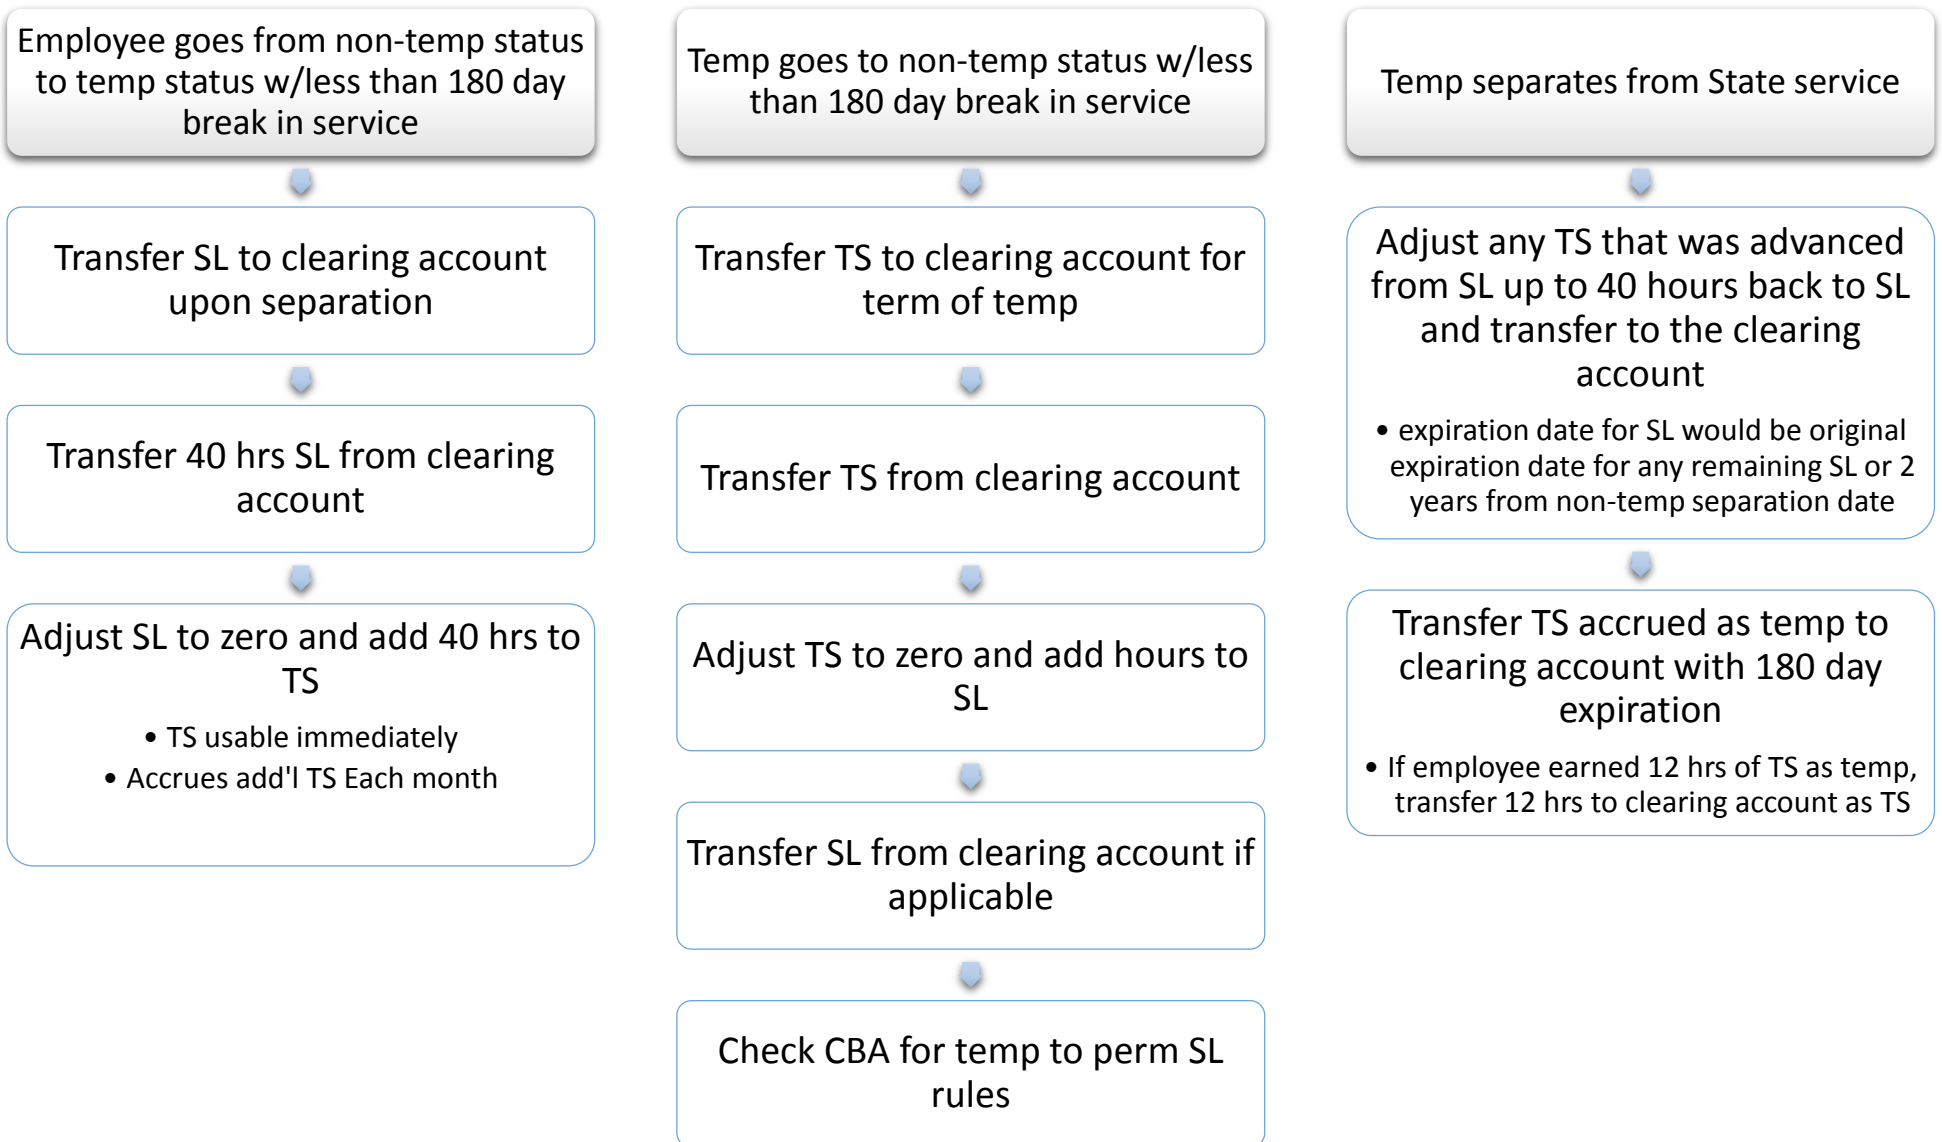 Employee goes from non-temp status
to temp status w/less than 180 day
break in service
Transfer SL to clearing account
upon separation
Transfer 40 hrs SL from clearing
account
Adjust SL to zero and add 40 hrs to
TS
• TS usable immediately
• Accrues add'l TS Each month
Temp goes to non-temp status w/less
than 180 day break in service
Transfer TS to clearing account for
term of temp
Transfer TS from clearing account
Adjust TS to zero and add hours to
SL
Transfer SL from clearing account if
applicable
Check CBA for temp to perm SL
rules
Temp separates from State service
Adjust any TS that was advanced
from SL up to 40 hours back to SL
and transfer to the clearing
account
• expiration date for SL would be original
expiration date for any remaining SL or 2
years from non-temp separation date
Transfer TS accrued as temp to
clearing account with 180 day
expiration
• If employee earned 12 hrs of TS as temp,
transfer 12 hrs to clearing account as TS